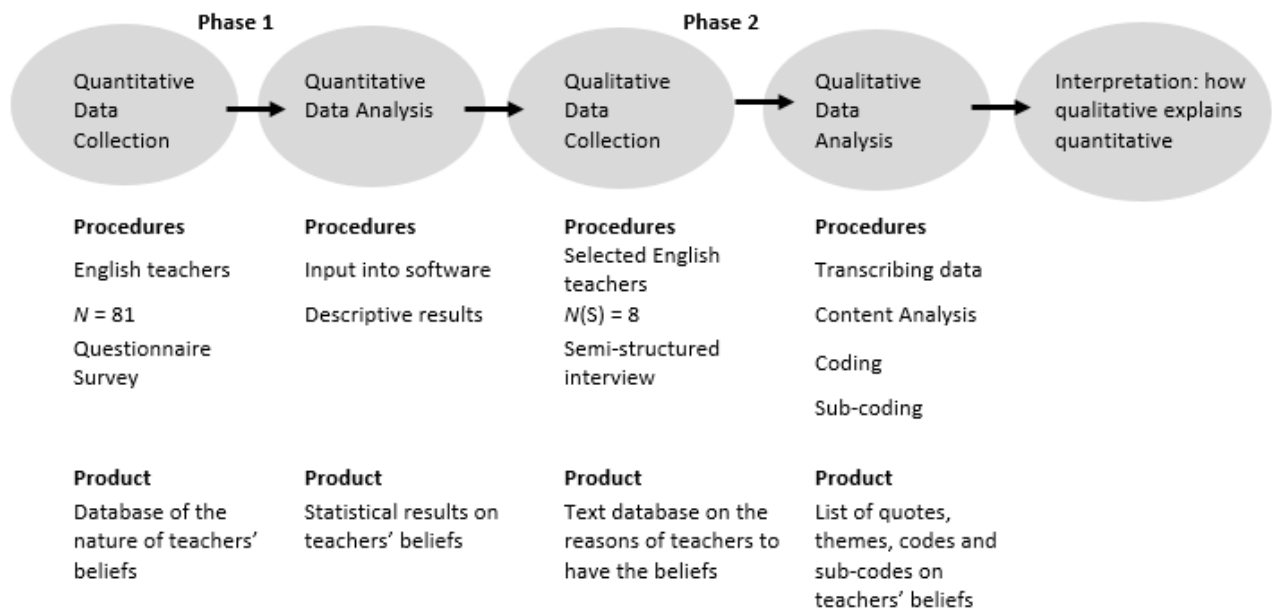 Phase 1
Phase 2
Quantitative
Data
Collection
Quantitative
Data Analysis
Qualitative
Data
Collection
Qualitative
Data
Analysis
Interpretation: how
qualitative explains
quantitative
Procedures
English teachers
N = 81
Questionnaire
Survey
Procedures
Input into software
Descriptive results
Procedures
Selected English
teachers
N(S) = 8
Semi-structured
interview
Procedures
Transcribing data
Content Analysis
Coding
Sub-coding
Product
Database of the
nature of teachers’
beliefs
Product
Statistical results on
teachers’ beliefs
Product
Text database on the
reasons of teachers to
have the beliefs
Product
List of quotes,
themes, codes and
sub-codes on
teachers’ beliefs